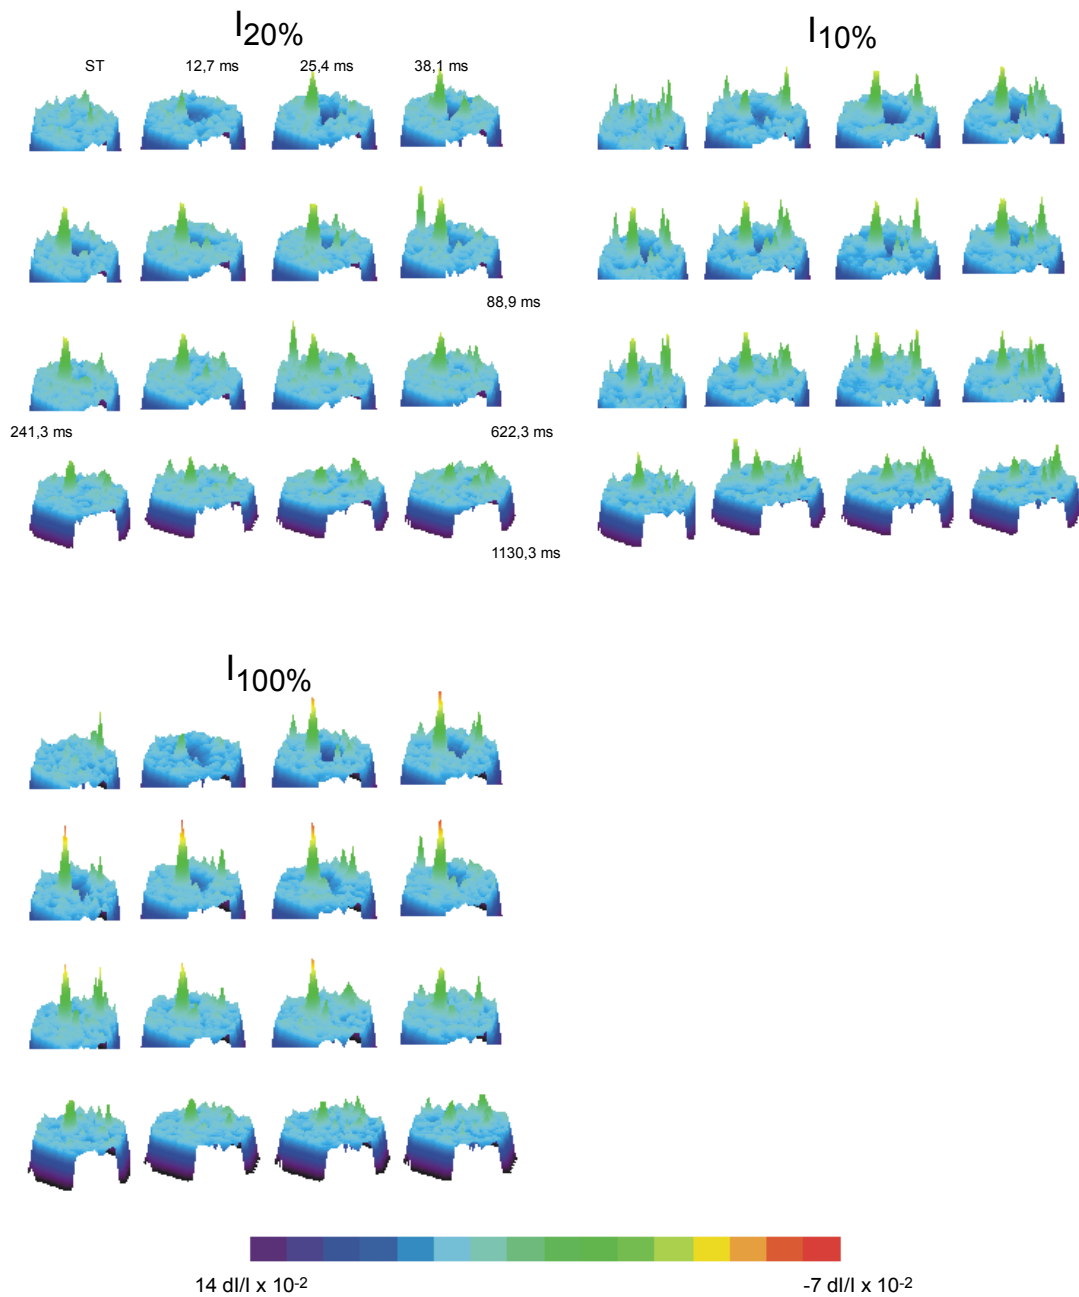 I20%
I10%
ST 12,7 ms 25,4 ms 38,1 ms
88,9 ms
241,3 ms 622,3 ms
1130,3 ms
I100%
14 dI/I x 10-2 -7 dI/I x 10-2